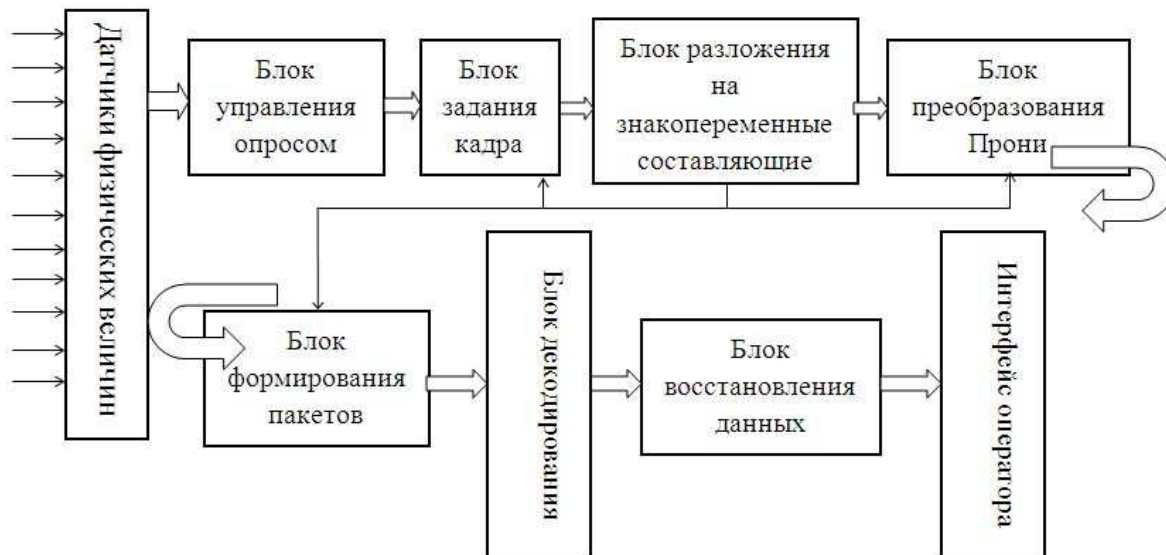 Датчики физических величин
Блок
управления
опросом
Блок
задания
кадра
Блок разложения
на
знакопеременные
составляющие
Блок
преобразования
Прони
Блок
формирования
пакетов
Блок декодирования
Блок
восстановления
данных
Интерфейс оператора